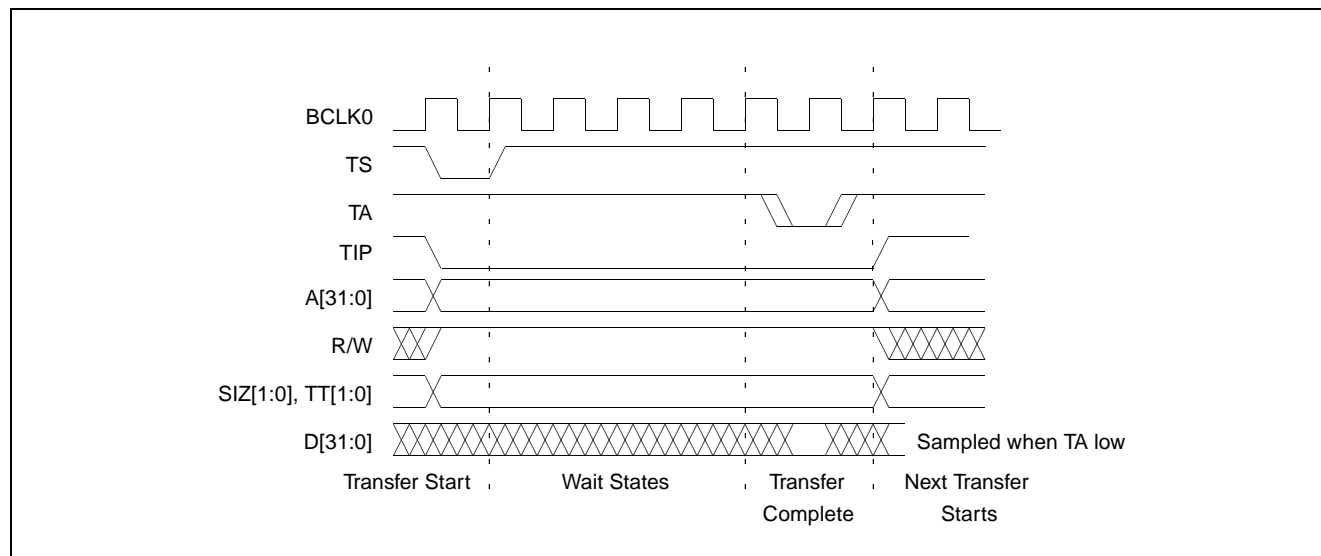 BCLK0
TS
TA
TIP
A[31:0]
R/W
SIZ[1:0], TT[1:0]
D[31:0]
Sampled when TA low
Transfer Start
Wait States
Transfer
Complete
Next Transfer
Starts